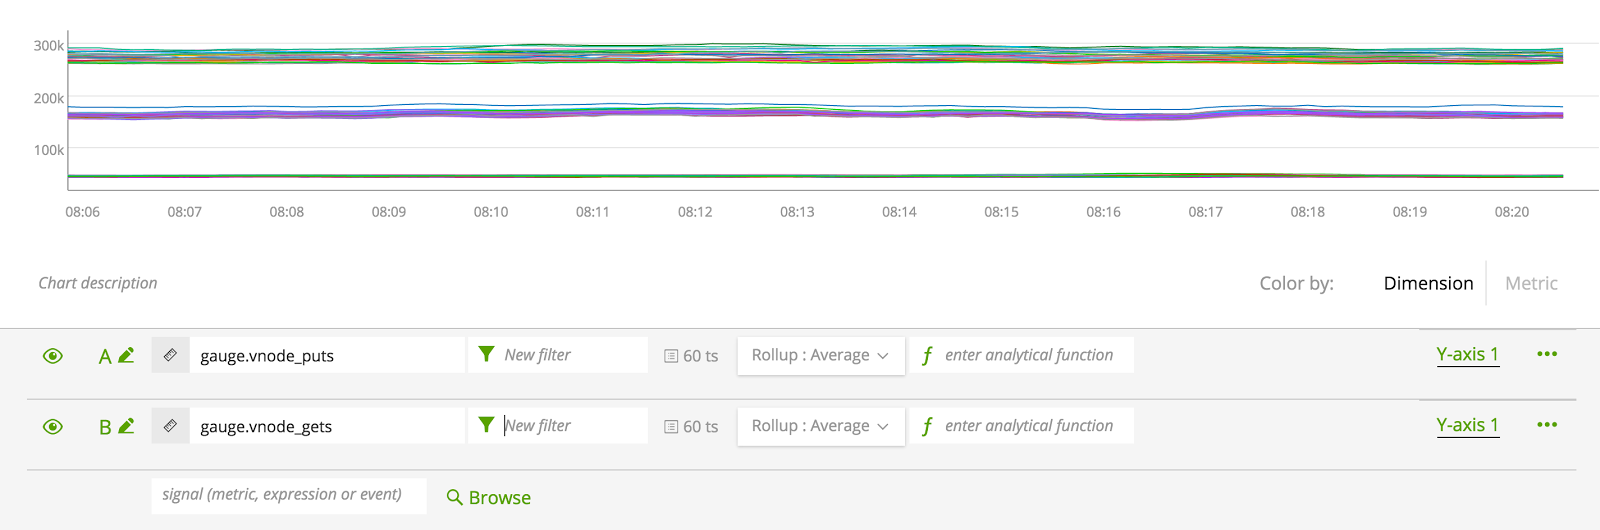 300k
200k
100k
08:06 08:07 08:08 08:09 08:10 08:11 08:12 08:13 08:14 08:15 08:16 08:17 08:18 08:19 08:20
Chart description Color by: Dimension Metric
A gauge.vnode_puts New filter 60 ts Rollup : Average f enter analytical function Y-axis 1
B gauge.vnode_gets New filter 60 ts Rollup : Average f enter analytical function Y-axis 1
signal (metric, expression or event) Browse